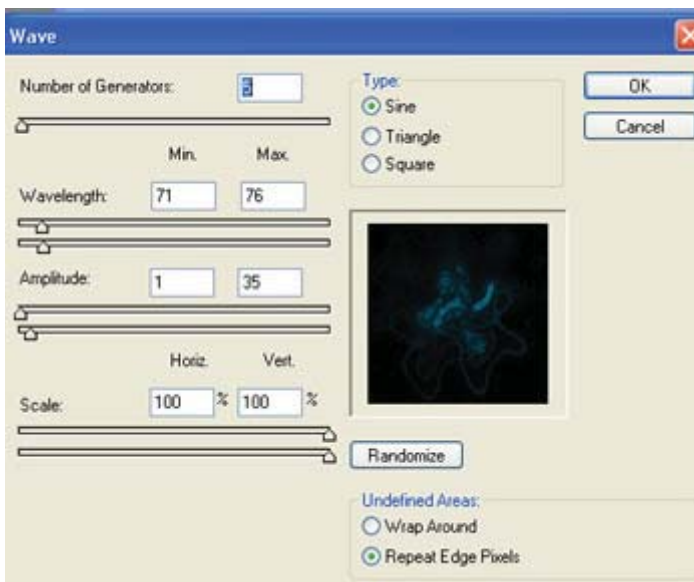 Wave
Number of Generators: 5
Min. Max.
Wavelength: 71 76
Amplitude: 1 35
Horiz. Vert.
Scale: 100 % 100 %
Type:
Sine
Triangle
Square
OK
Cancel
Randomize
Undefined Areas:
Wrap Around
Repeat Edge Pixels